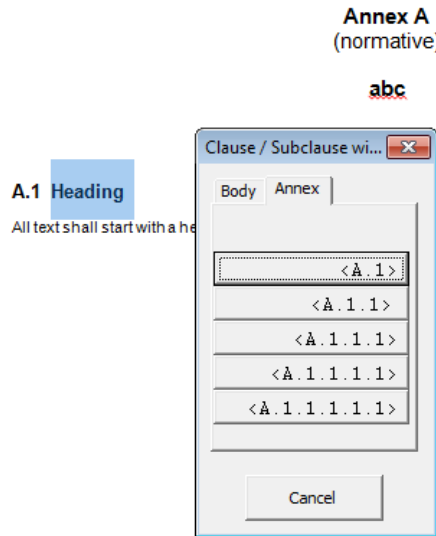 Annex A
(normative)
abc
Clause / Subclause wi...
Body Annex
A.1 Heading
All text shall start with a he
<A.1>
<A.1.1>
<A.1.1.1>
<A.1.1.1.1>
<A.1.1.1.1.1>
Cancel